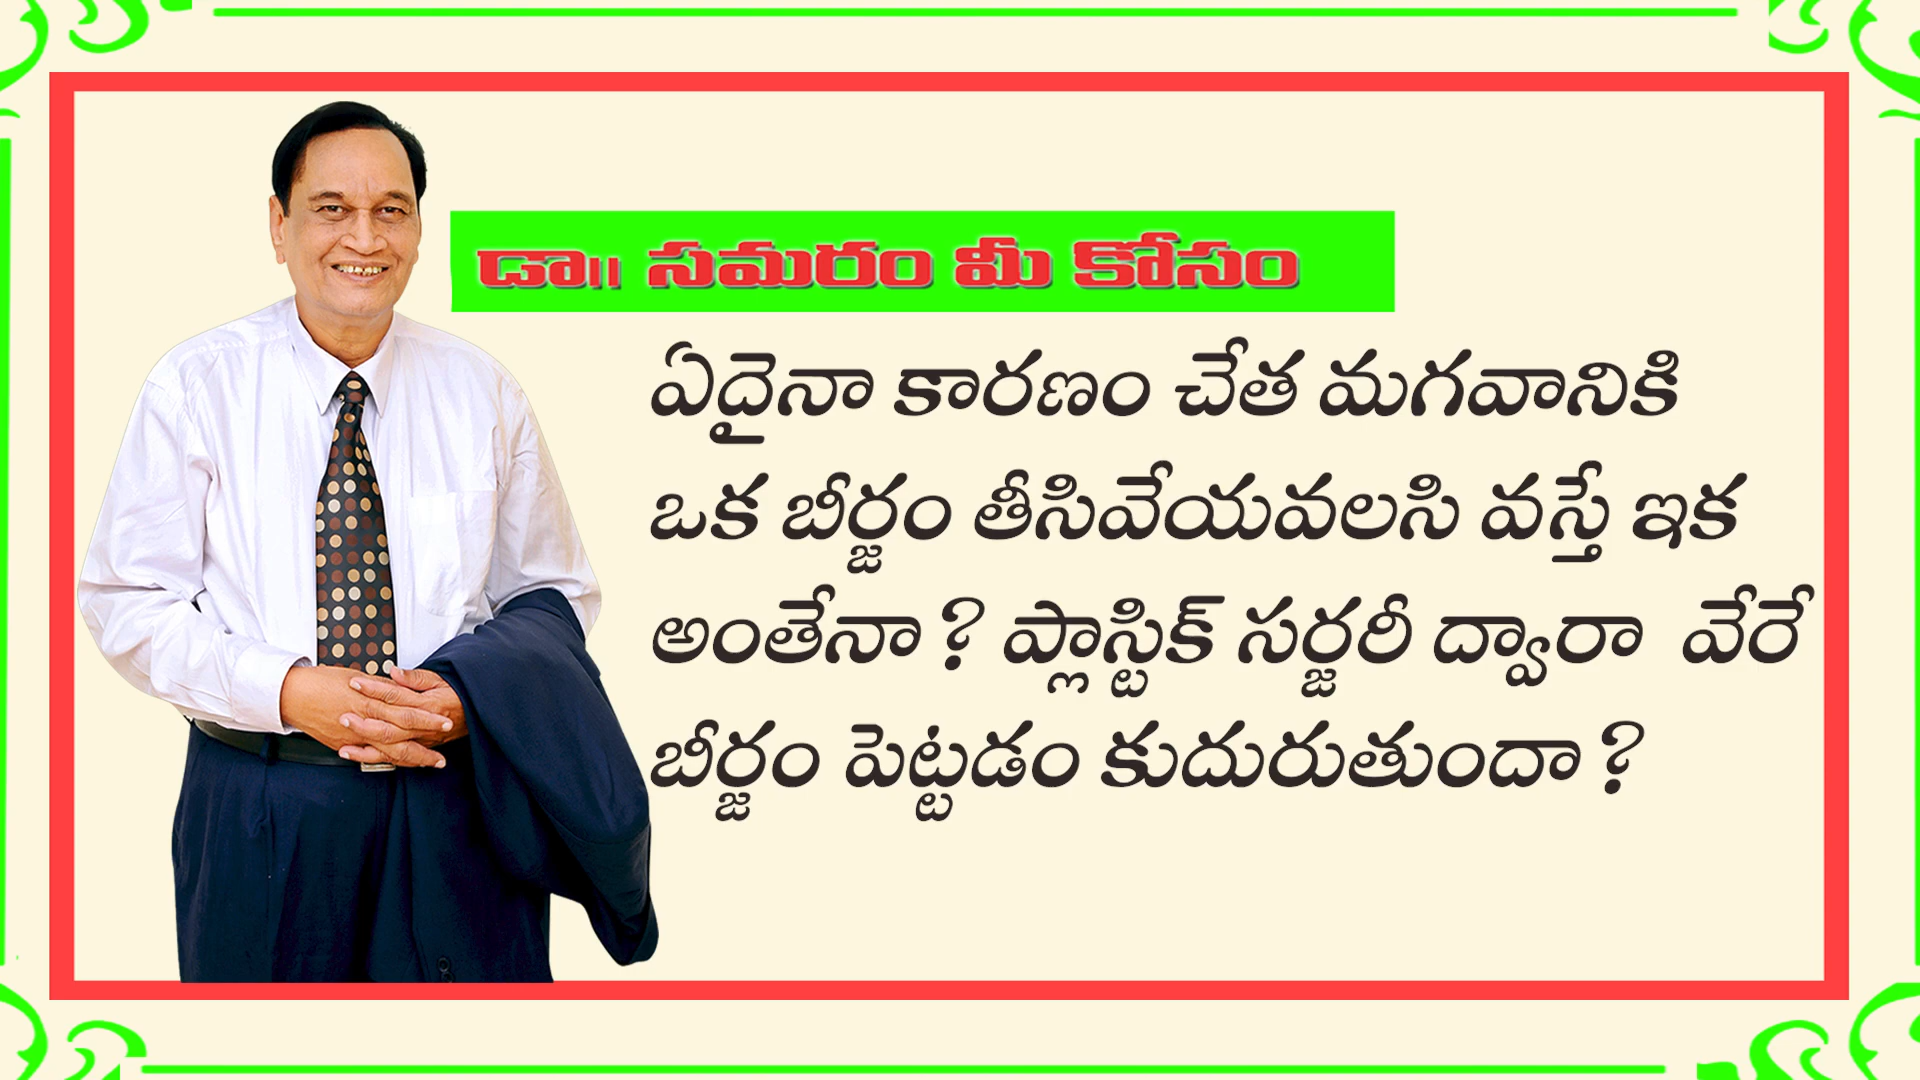 డా॥ సమరం మీ కోసం
ఏదైనా కారణం చేత మగవానికి
ఒక బీర్జం తీసివేయవలసి వస్తే ఇక
అంతేనా ? ప్లాస్టిక్ సర్జరీ ద్వారా వేరే
బీర్జం పెట్టడం కుదురుతుందా ?